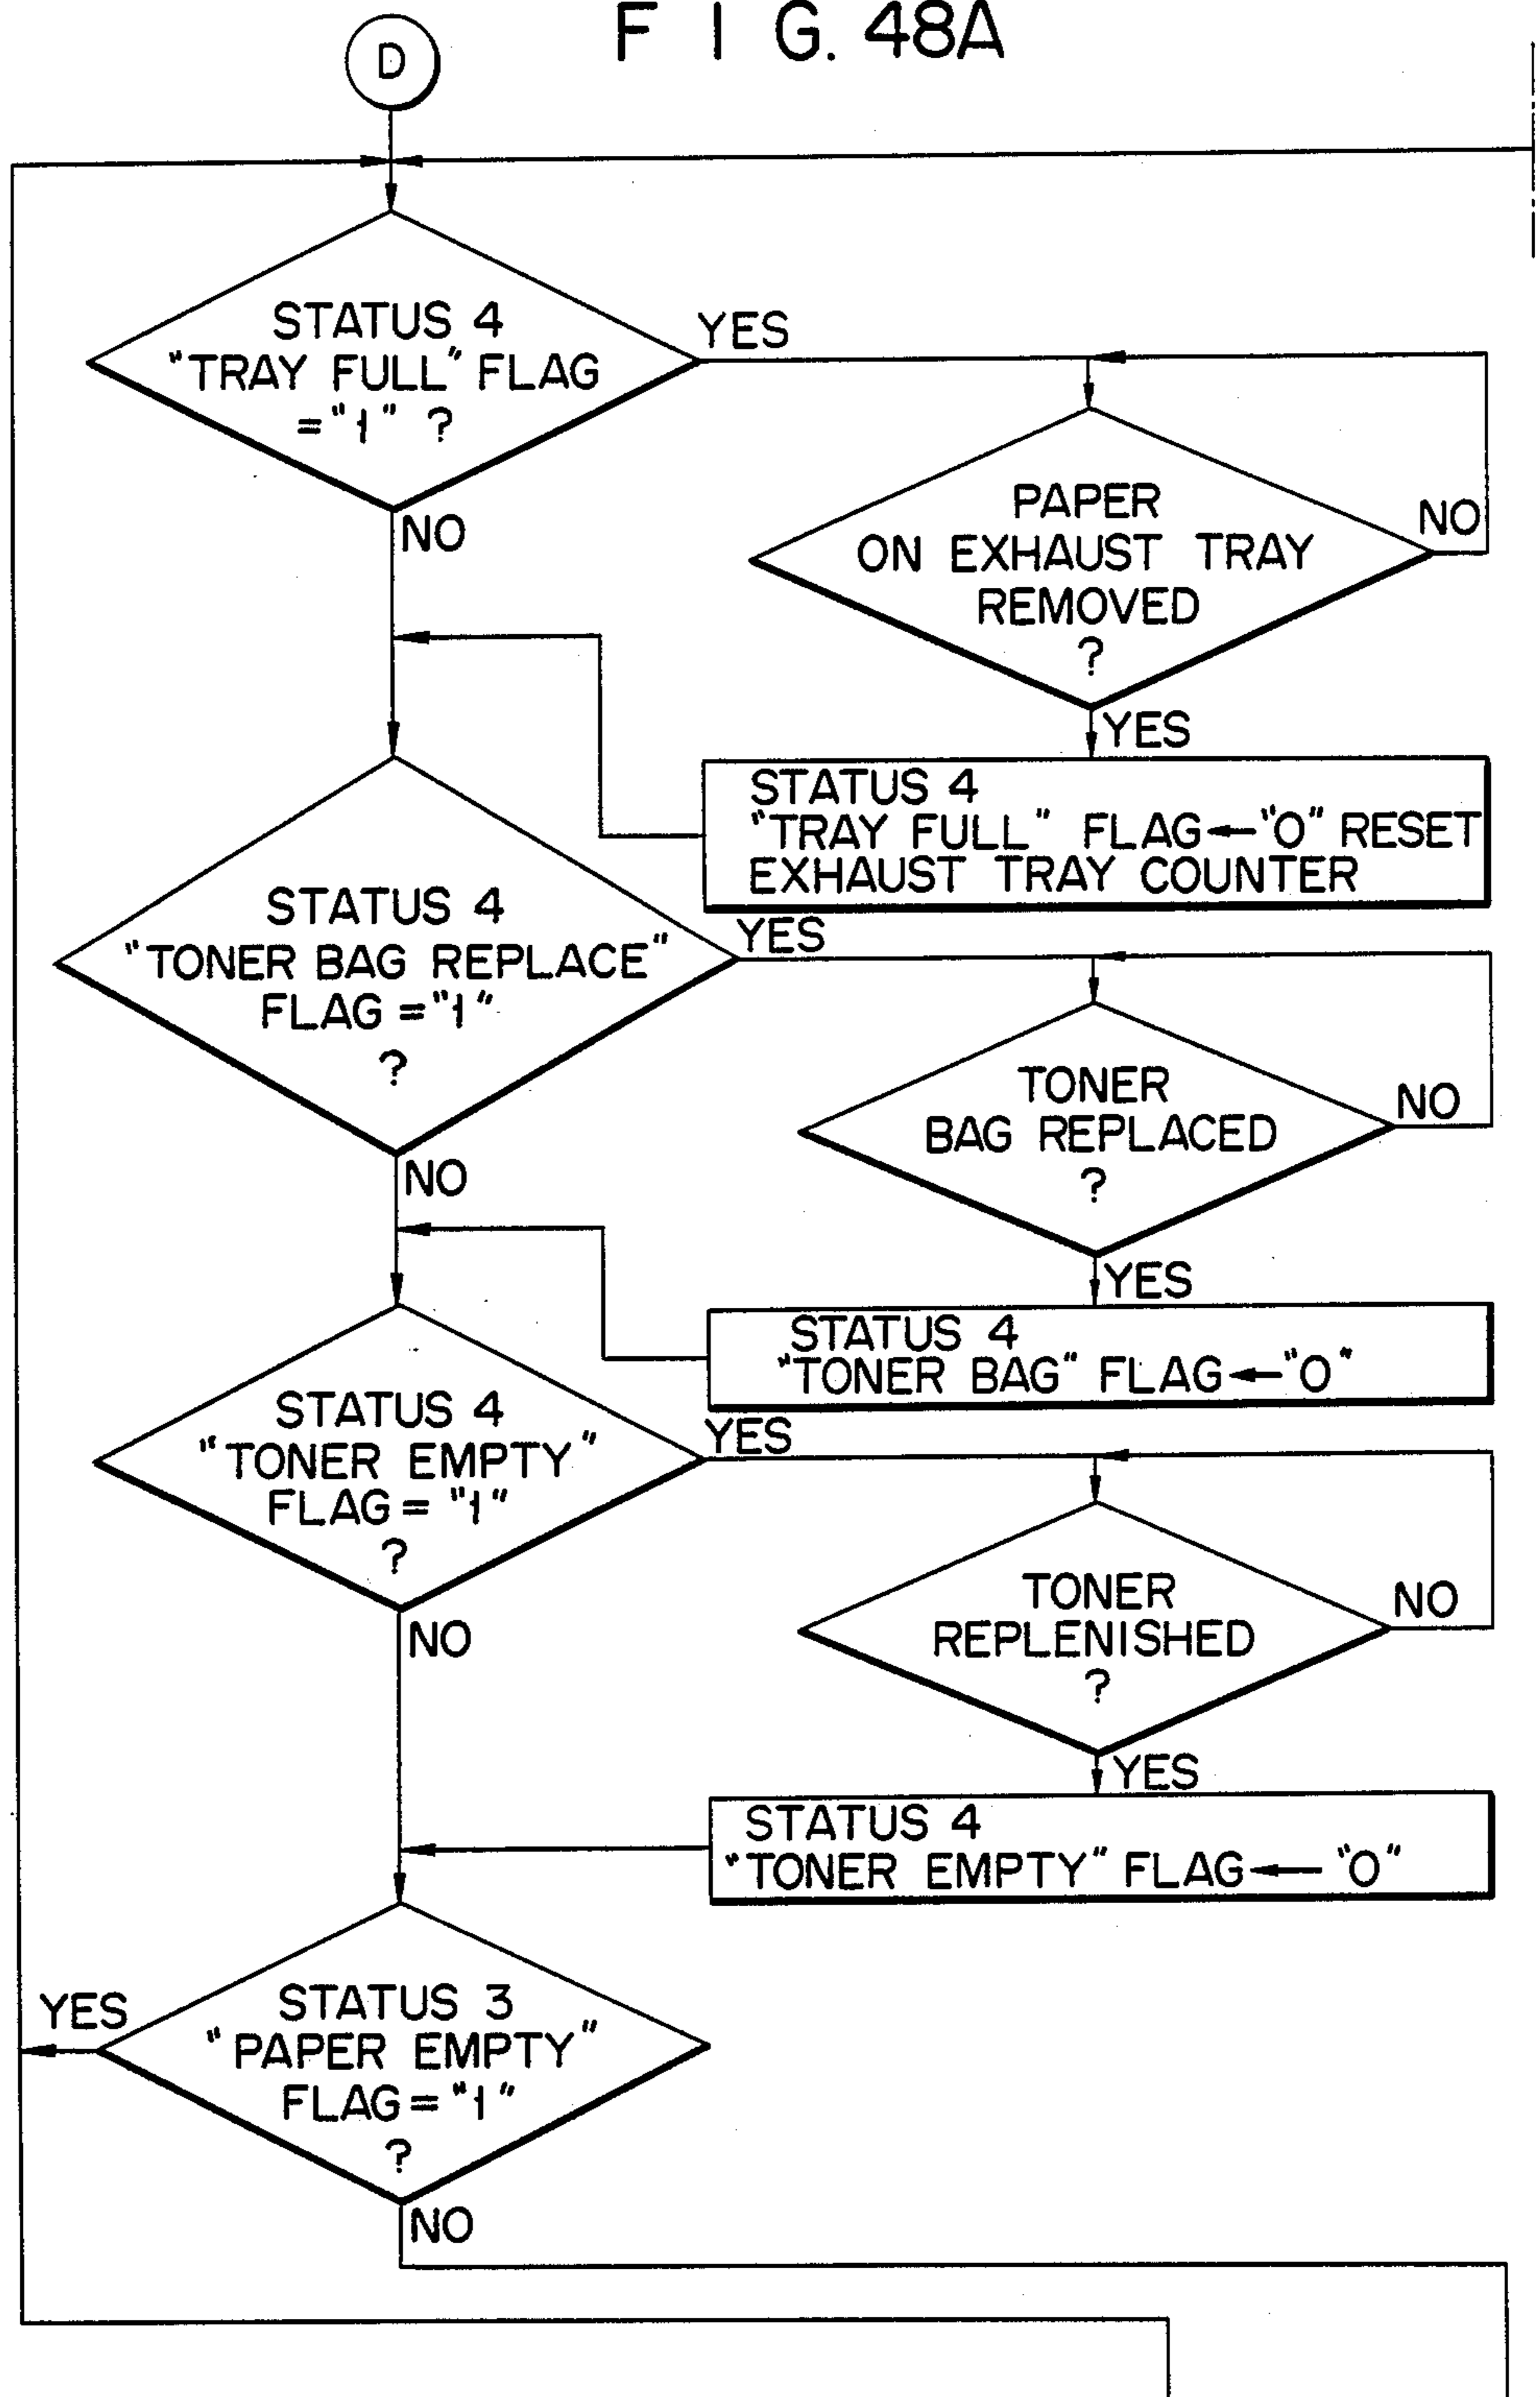 F I G. 48A
D
STATUS 4
"TRAY FULL" FLAG
="1" ?
YES
NO
PAPER
ON EXHAUST TRAY
REMOVED
?
NO
YES
STATUS 4
"TRAY FULL" FLAG←"0" RESET
EXHAUST TRAY COUNTER
STATUS 4
"TONER BAG REPLACE"
FLAG ="1"
?
YES
NO
TONER
BAG REPLACED
?
NO
YES
STATUS 4
"TONER BAG" FLAG←"0"
STATUS 4
"TONER EMPTY"
FLAG = "1"
?
YES
NO
TONER
REPLENISHED
?
NO
YES
STATUS 4
"TONER EMPTY" FLAG← "0"
STATUS 3
"PAPER EMPTY"
FLAG = "1"
?
YES
NO